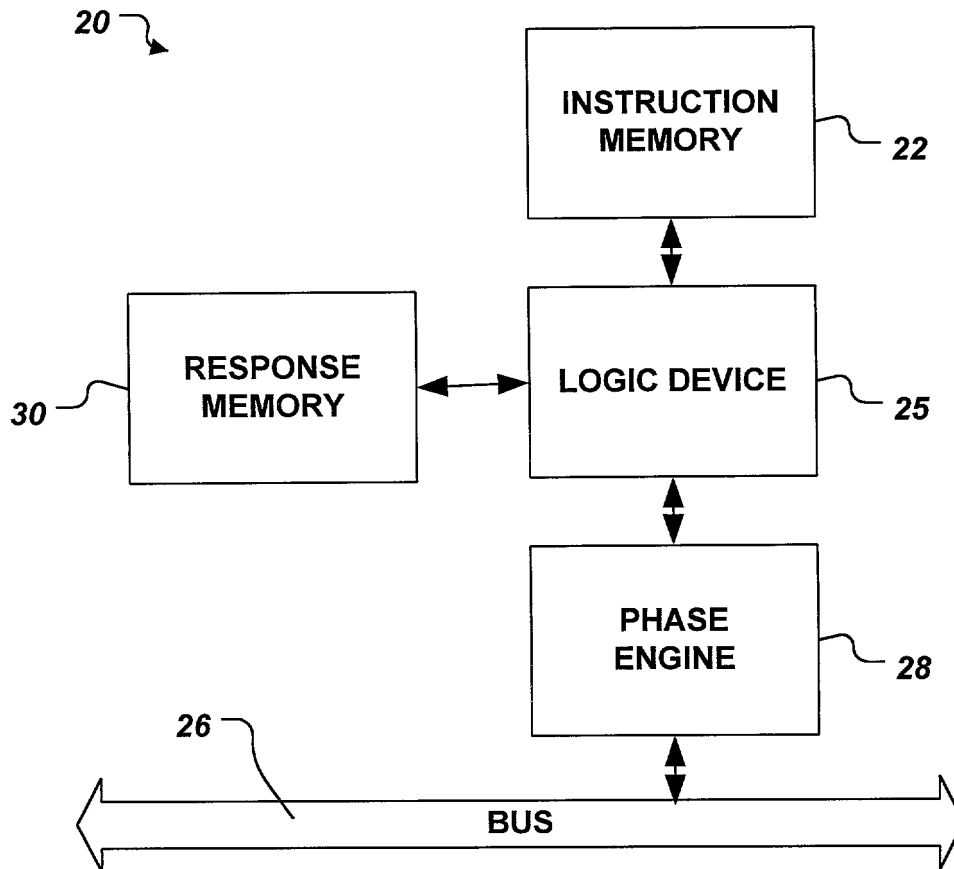 20
INSTRUCTION
MEMORY
22
RESPONSE
MEMORY
30
LOGIC DEVICE
25
PHASE
ENGINE
28
26
BUS